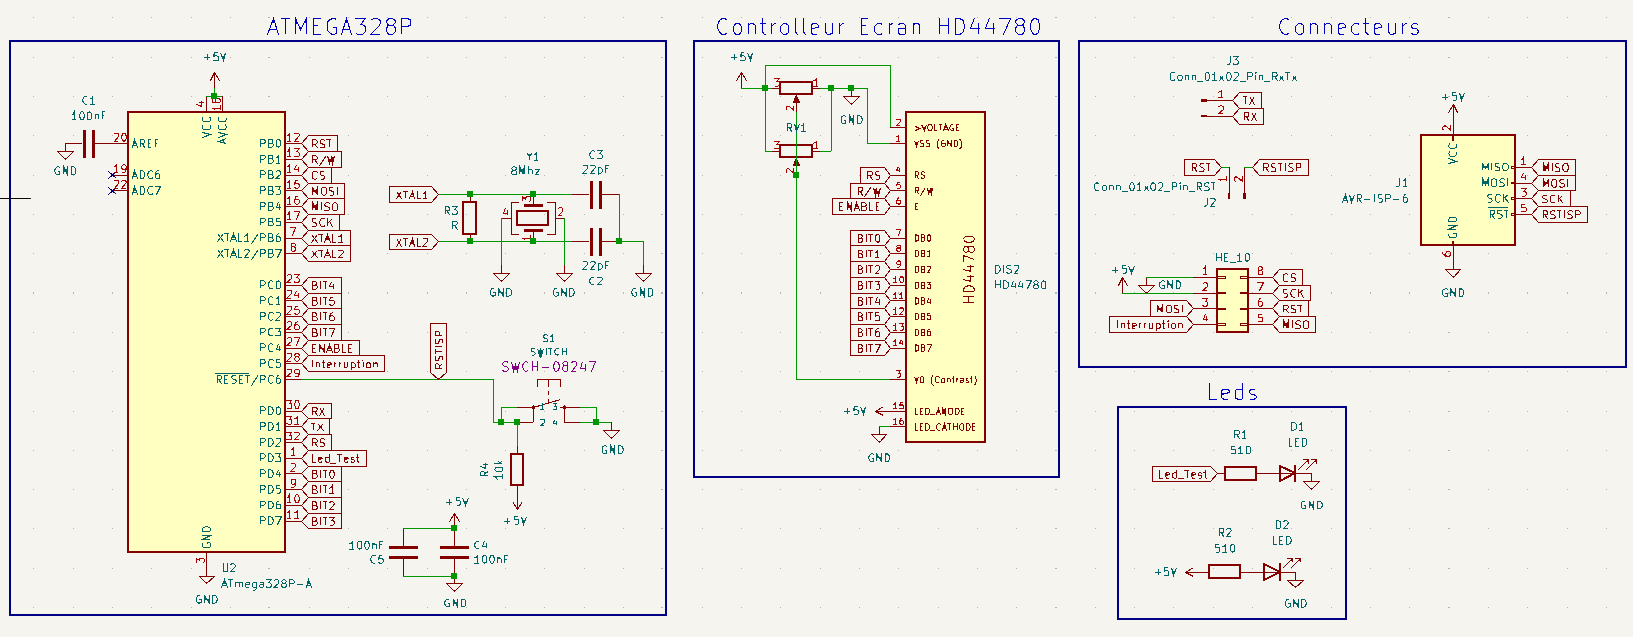 ATMEGA328P
+5V
C1
100nF
GND
4
18
VCC
AVCC
20
AREF
19
ADC6
22
ADC7
PB0
12
RST
PB1
13
R/W
PB2
14
CS
PB3
15
MOSI
PB4
16
MISO
PB5
17
SCK
XTAL1/PB6
7
XTAL1
XTAL2/PB7
8
XTAL2
PC0
23
BIT4
PC1
24
BIT5
PC2
25
BIT6
PC3
26
BIT7
PC4
27
ENABLE
PC5
28
Interruption
RESET/PC6
29
PD0
30
RX
PD1
31
TX
PD2
32
RS
PD3
1
Led_Test
PD4
2
BIT0
PD5
9
BIT1
PD6
10
BIT2
PD7
11
BIT3
GND
3
GND
U2
ATmega328P-A
XTAL1
XTAL2
R3
R
Y1
8Mhz
3
4
2
1
C3
22pF
22pF
C2
GND
GND
GND
RSTISP
S1
SWITCH
SWCH-08247
1 3
2 4
GND
R4
10k
+5V
+5V
100nF
C5
C4
100nF
GND
Controlleur Ecran HD44780
+5V
3
1
2
RV1
3
1
2
GND
2
>VOLTAGE
1
VSS (GND)
RS
4
RS
R/W
5
R/W
ENABLE
6
E
BIT0
7
DB0
BIT1
8
DB1
BIT2
9
DB2
BIT3
10
DB3
BIT4
11
DB4
BIT5
12
DB5
BIT6
13
DB6
BIT7
14
DB7
3
V0 (Contrast)
+5V
15
LED_ANODE
16
LED_CATHODE
GND
HD44780
DIS2
HD44780
Connecteurs
J3
Conn_01x02_Pin_RxTx
1
TX
2
RX
RST
RSTISP
1
2
Conn_01x02_Pin_RST
J2
+5V
2
VCC
J1
AVR-ISP-6
MISO
1
MISO
MOSI
4
MOSI
SCK
3
SCK
RST
5
RSTISP
GND
6
GND
HE_10
+5V
GND
1
2
MOSI
3
Interruption
4
8
CS
7
SCK
6
RST
5
MISO
Leds
R1
510
D1
LED
Led_Test
GND
R2
510
D2
LED
+5V
GND